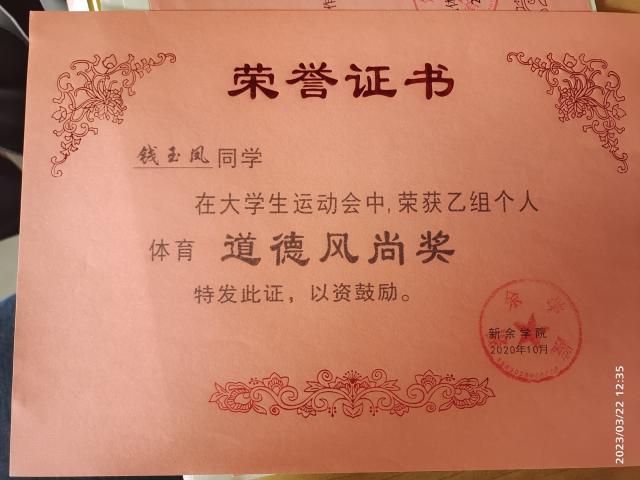 荣誉证书
钱玉凤同学
在大学生运动会中,荣获乙组个人
体育 道德风尚奖
特发此证，以资鼓励。
新余学院
2020年10月
2023/03/22 12:35